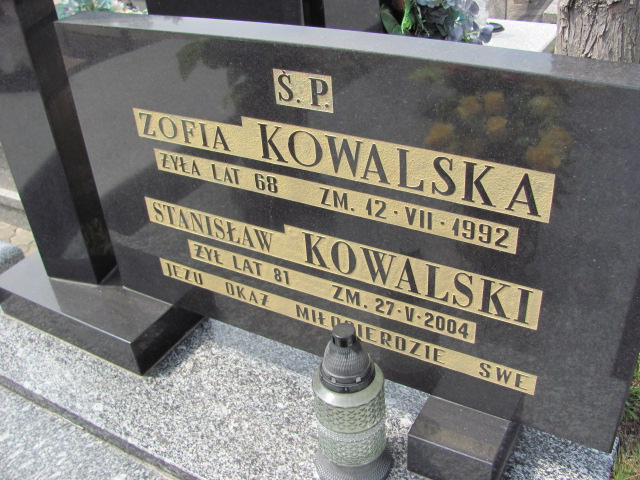 Ś. P.
ZOFIA KOWALSKA
ŻYŁA LAT 68 ZM. 12·VII·1992
STANISŁAW KOWALSKI
ŻYŁ LAT 81 ZM. 27·V·2004
JEZU OKAŻ MIŁOSIERDZIE SWE